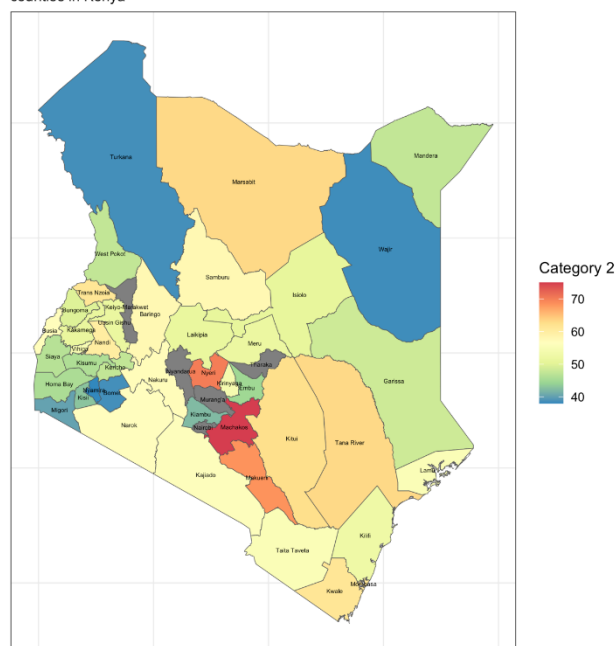 counties in Kenya
Turkana
Marsabit
Mandera
Wajir
West Pokot
Samburu
Isiolo
Trans Nzoia
Baringo
Bungoma
Kakamega
Busia
Vihiga
Nandi
Laikipia
Meru
Siaya
Kisumu
Kericho
Nakuru
Nyandarua
Nyeri
Tharaka
Kirinyaga
Embu
Garissa
Homa Bay
Nyamira
Kisii
Bomet
Murang'a
Migori
Kiambu
Nairobi
Machakos
Kitui
Tana River
Narok
Kajiado
Makueni
Lamu
Kilifi
Taita Taveta
Mombasa
Kwale
Category 2
70
60
50
40